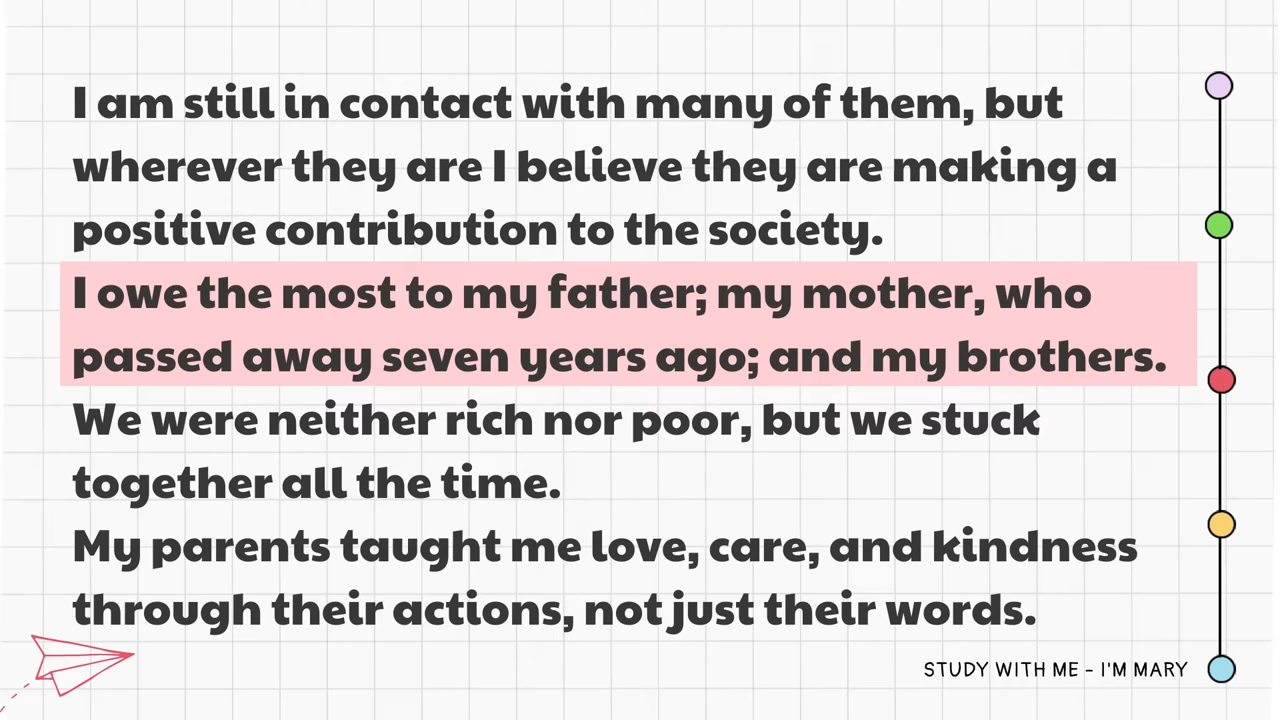 I am still in contact with many of them, but
wherever they are I believe they are making a
positive contribution to the society.
I owe the most to my father; my mother, who
passed away seven years ago; and my brothers.
We were neither rich nor poor, but we stuck
together all the time.
My parents taught me love, care, and kindness
through their actions, not just their words.
STUDY WITH ME - I'M MARY